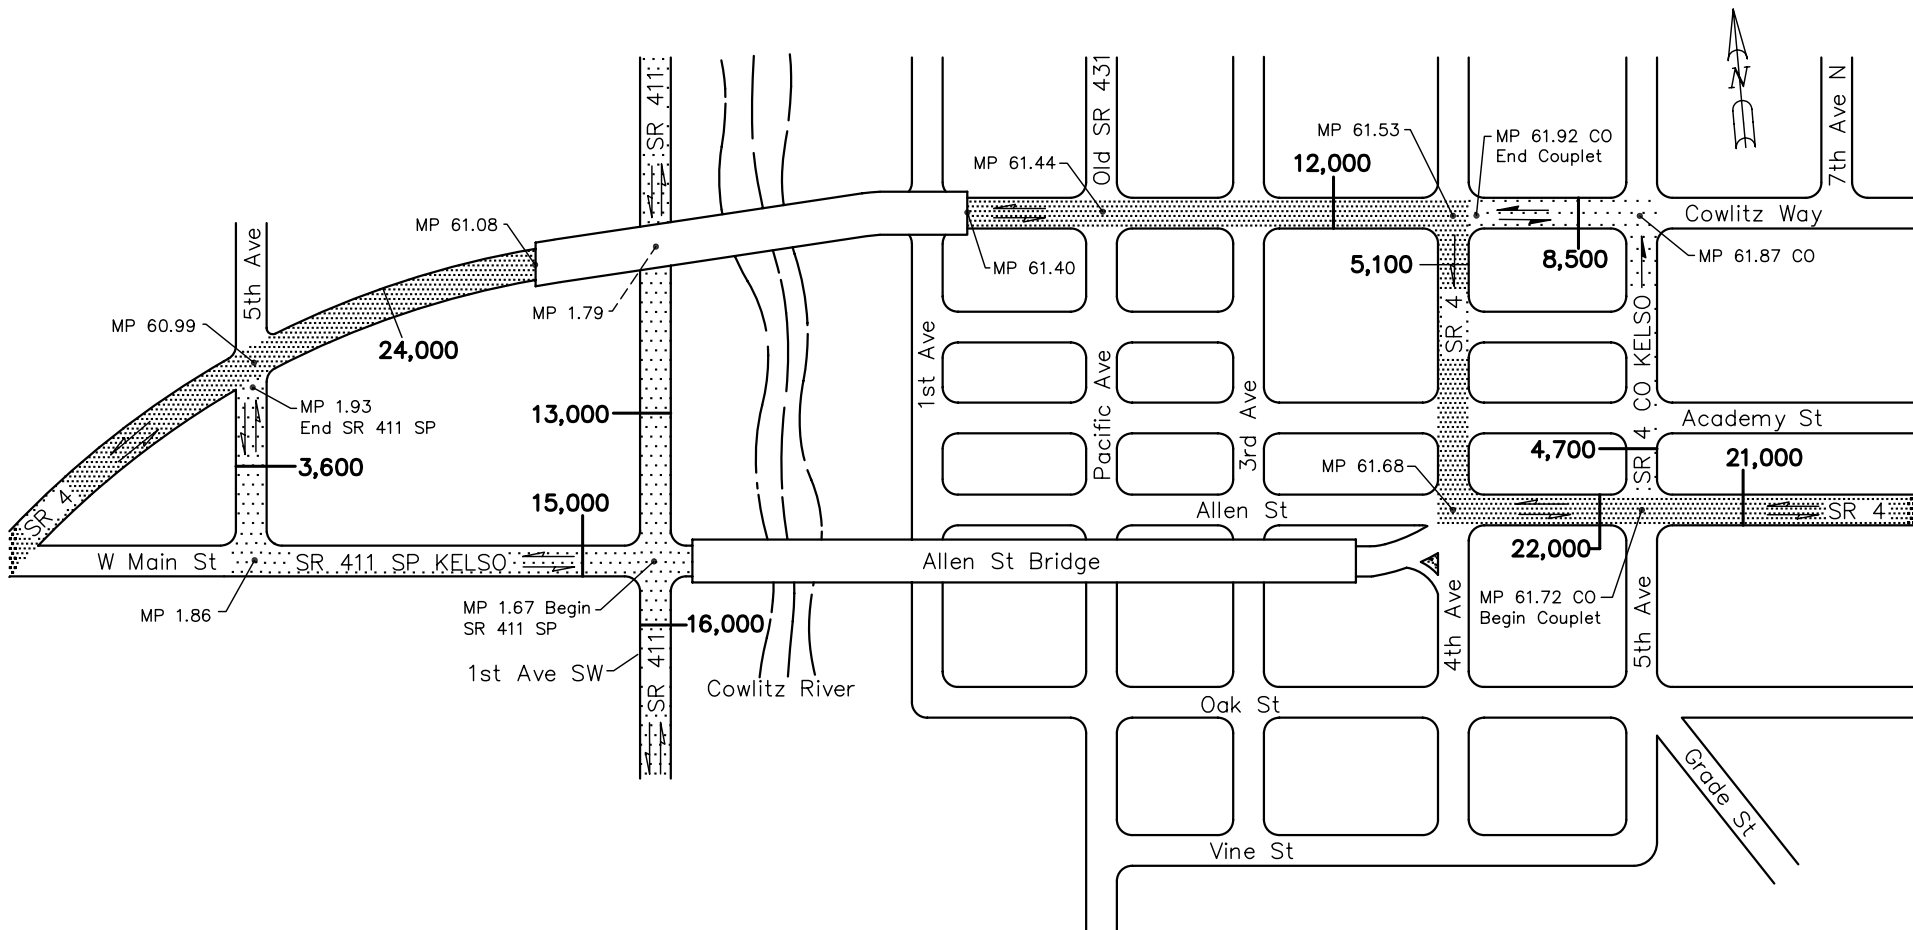 SR 411
Old SR 431
N
7th Ave N
MP 61.53
MP 61.92 CO
End Couplet
MP 61.44
12,000
Cowlitz Way
MP 61.08
5th Ave
MP 61.40
5,100
8,500
MP 61.87 CO
MP 1.79
MP 60.99
24,000
SR 4
SR 4 CO KELSO
1st Ave
Pacific Ave
3rd Ave
MP 1.93
End SR 411 SP
13,000
Academy St
3,600
4,700
21,000
MP 61.68
15,000
SR 4
Allen St
SR 4
22,000
W Main St
SR 411 SP KELSO
Allen St Bridge
MP 1.86
MP 1.67 Begin
SR 411 SP
16,000
MP 61.72 CO
Begin Couplet
4th Ave
5th Ave
1st Ave SW
SR 411
Cowlitz River
Oak St
Grade St
Vine St